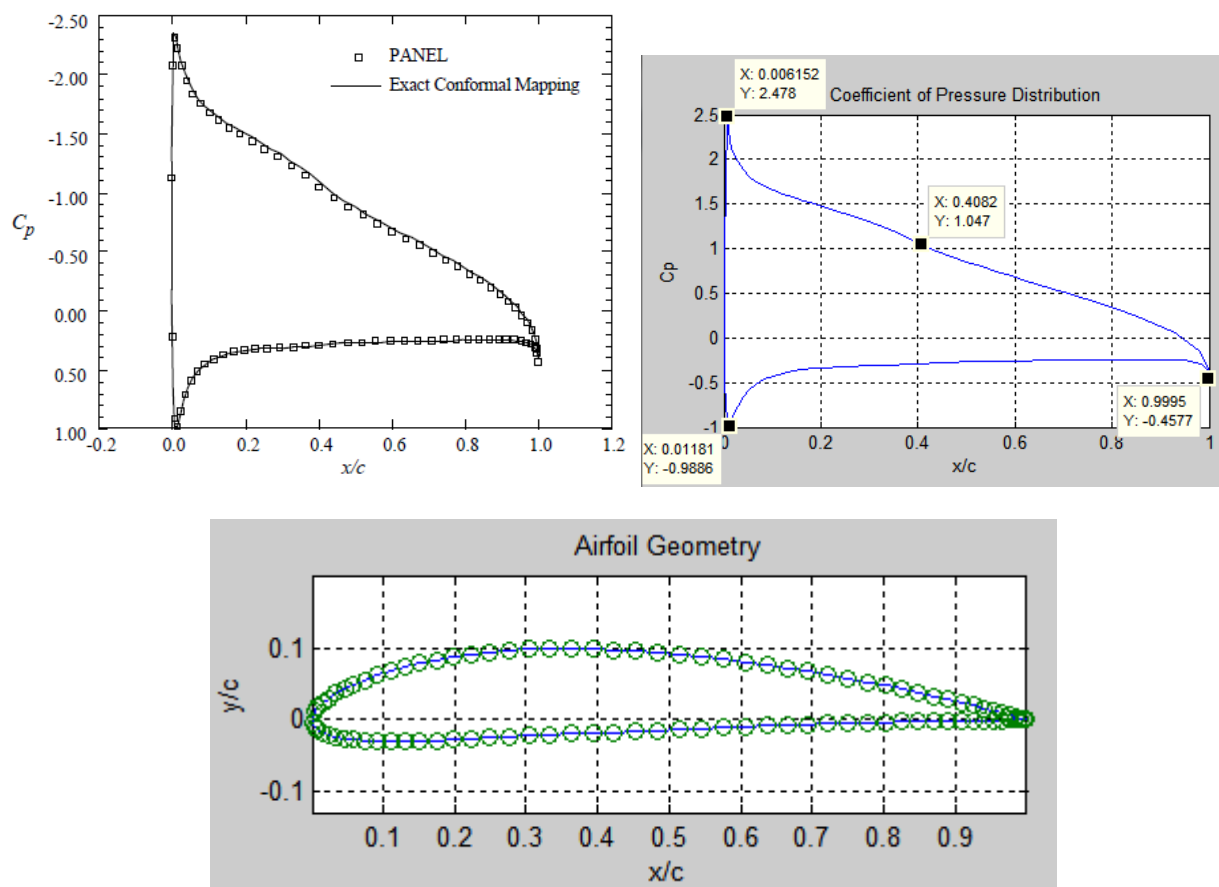 -2.50
-2.00
-1.50
-1.00
-0.50
0.00
0.50
1.00
Cp
PANEL
Exact Conformal Mapping
-0.2 0.0 0.2 0.4 0.6 0.8 1.0 1.2
x/c
X: 0.006152
Y: 2.478
Coefficient of Pressure Distribution
2.5
2
1.5
1
0.5
0
-0.5
-1
Cp
X: 0.4082
Y: 1.047
X: 0.9995
Y: -0.4577
X: 0.01181
Y: -0.9886
0 0.2 0.4 0.6 0.8 1
x/c
Airfoil Geometry
0.1
0
-0.1
y/c
0.1 0.2 0.3 0.4 0.5 0.6 0.7 0.8 0.9
x/c